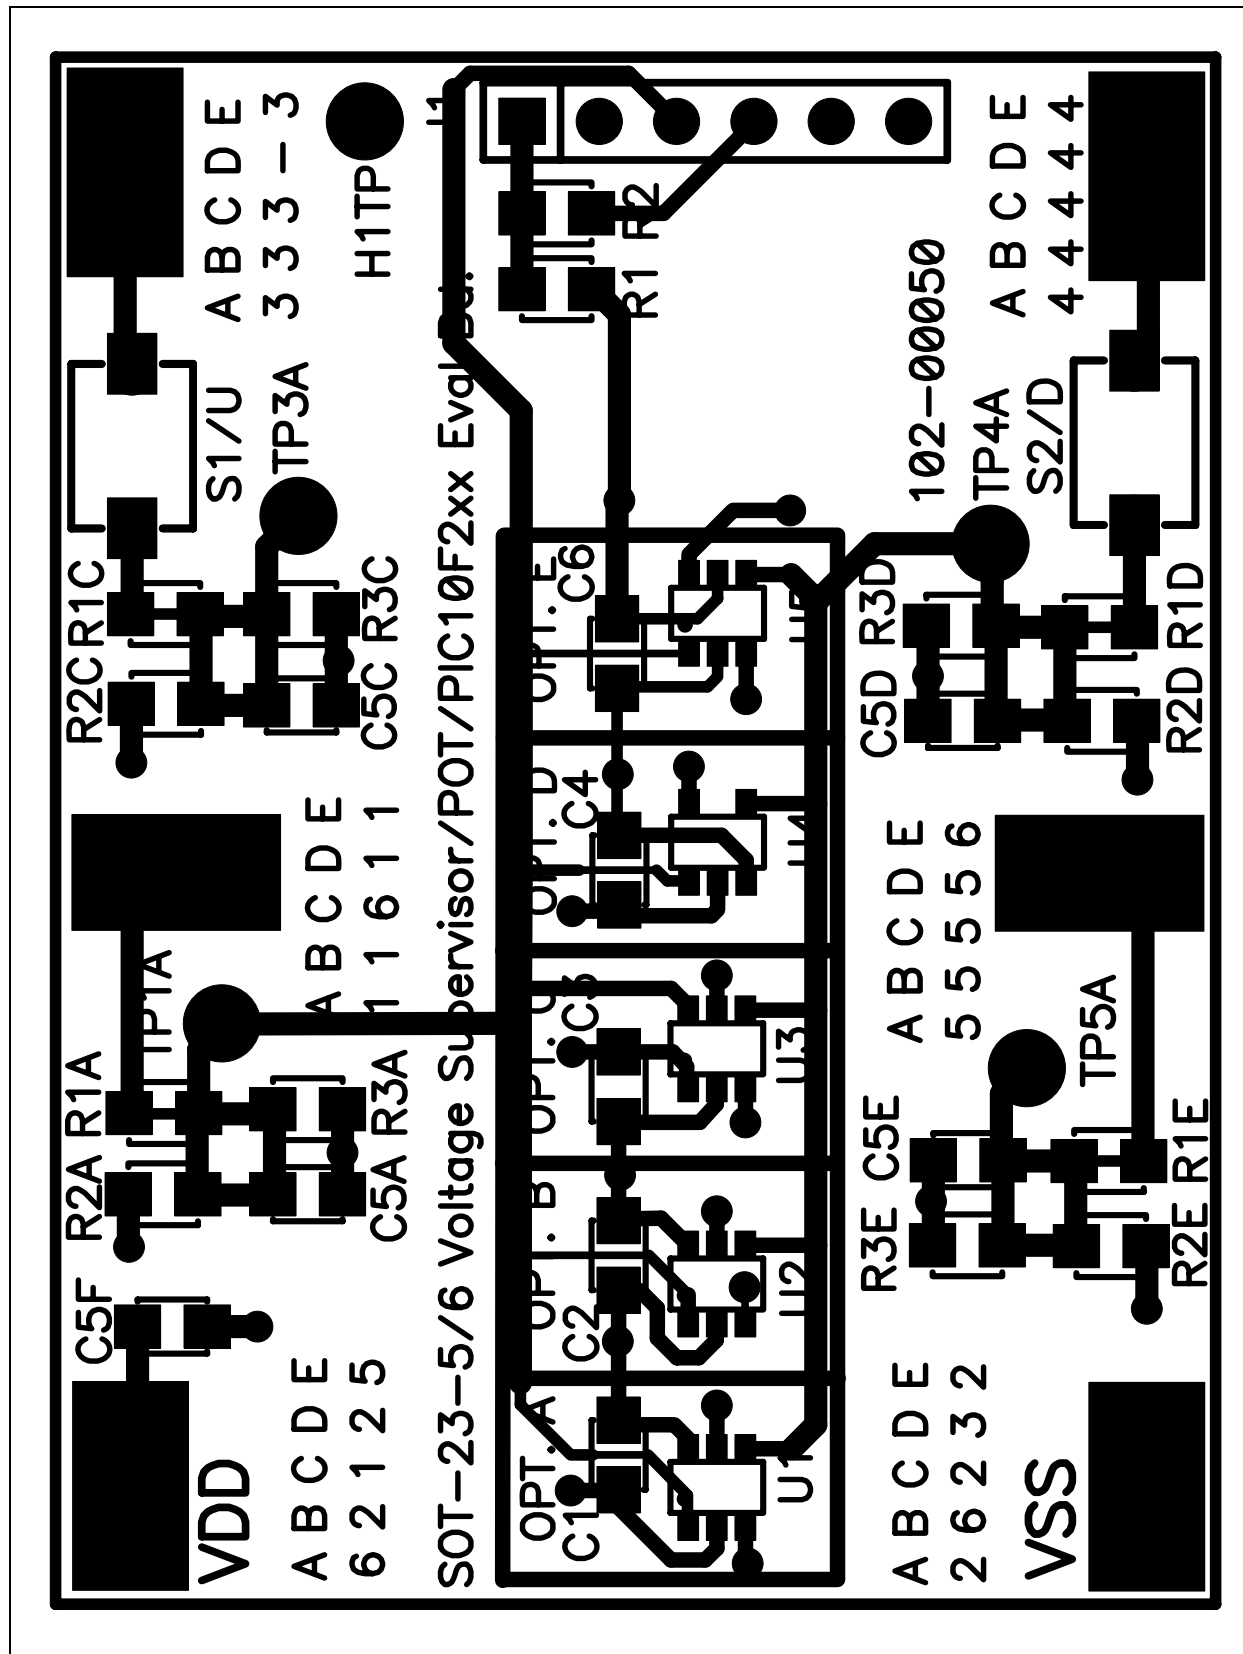 A B C D E
3 3 3 - 3
H1TP
J1
R2
R1
A B C D E
4 4 4 4 4
102-00050
S1/U
TP3A
TP4A
S2/D
R1C
R3C
R2C
C5C
SOT-23-5/6 Voltage Supervisor/POT/PIC10F2xx Eval Bd.
OPT. E
C6
U5
R3D
R1D
C5D
R2D
OPT. D
C4
U4
A B C D E
1 1 6 1 1
A B C D E
5 5 5 5 6
TP1A
TP5A
OPT. C
C3
U3
R1A
R3A
R2A
C5A
C5E
R1E
R3E
R2E
OPT. B
C2
U2
C5F
VDD
A B C D E
6 2 1 2 5
OPT. A
C1
U1
A B C D E
2 6 2 3 2
VSS